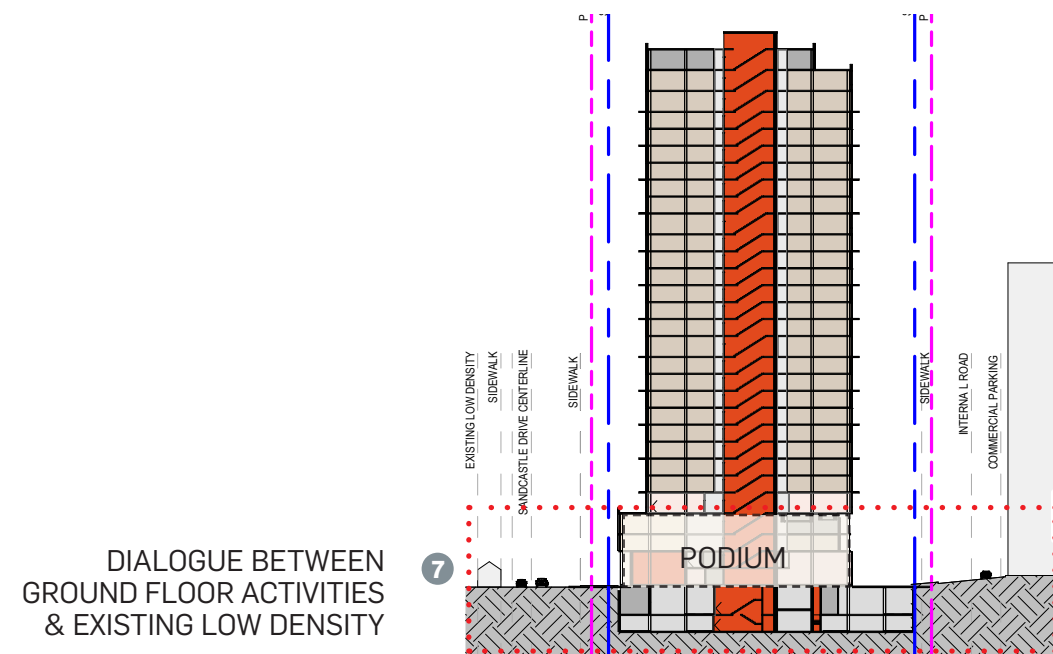 P
P
EXISTING LOW DENSITY
SIDEWALK
SANDCASTLE DRIVE CENTERLINE
SIDEWALK
SIDEWALK
INTERNAL ROAD
COMMERCIAL PARKING
DIALOGUE BETWEEN
GROUND FLOOR ACTIVITIES
& EXISTING LOW DENSITY
7
PODIUM